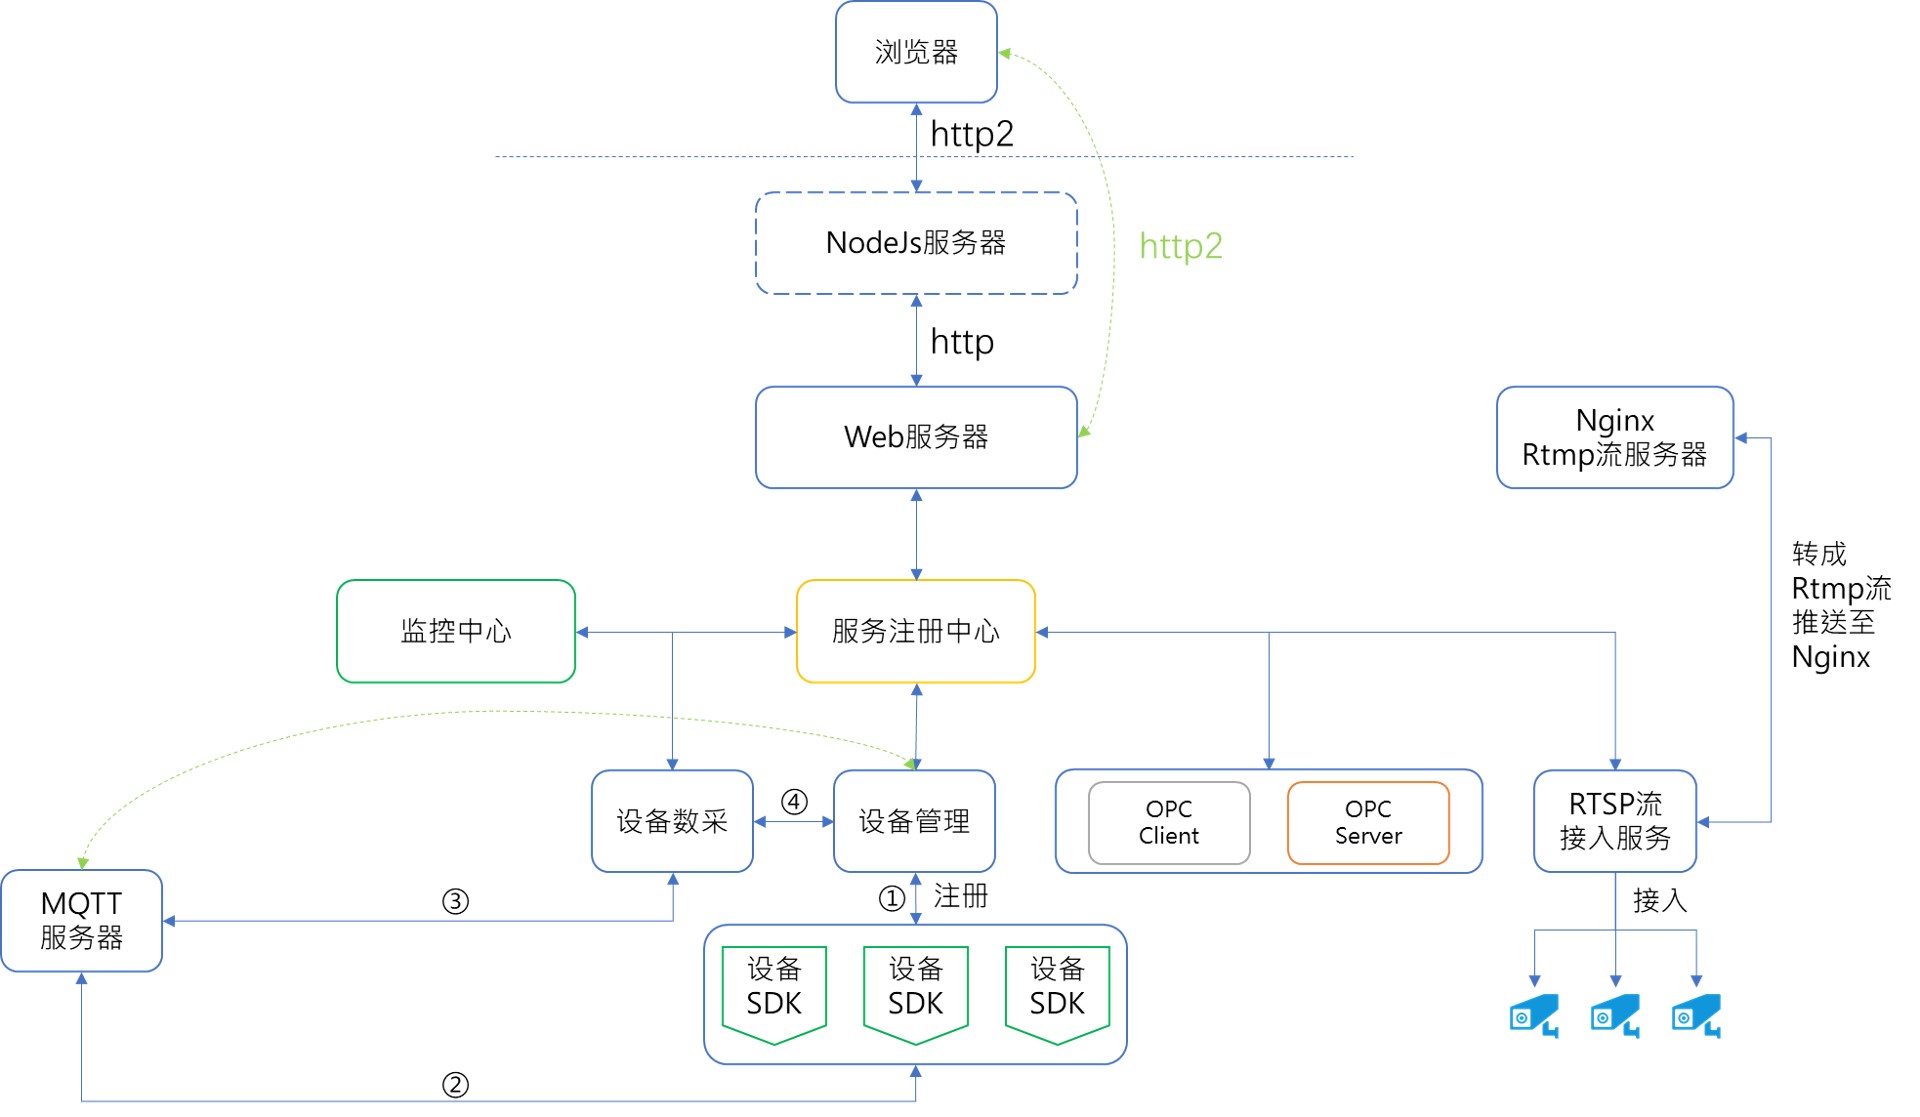 浏览器
http2
NodeJs服务器
http2
http
Web服务器
Nginx
Rtmp流服务器
转成
Rtmp流
推送至
Nginx
监控中心
服务注册中心
设备数采
④
设备管理
OPC
Client
OPC
Server
RTSP流
接入服务
MQTT
服务器
③
①
注册
接入
设备
SDK
设备
SDK
设备
SDK
②